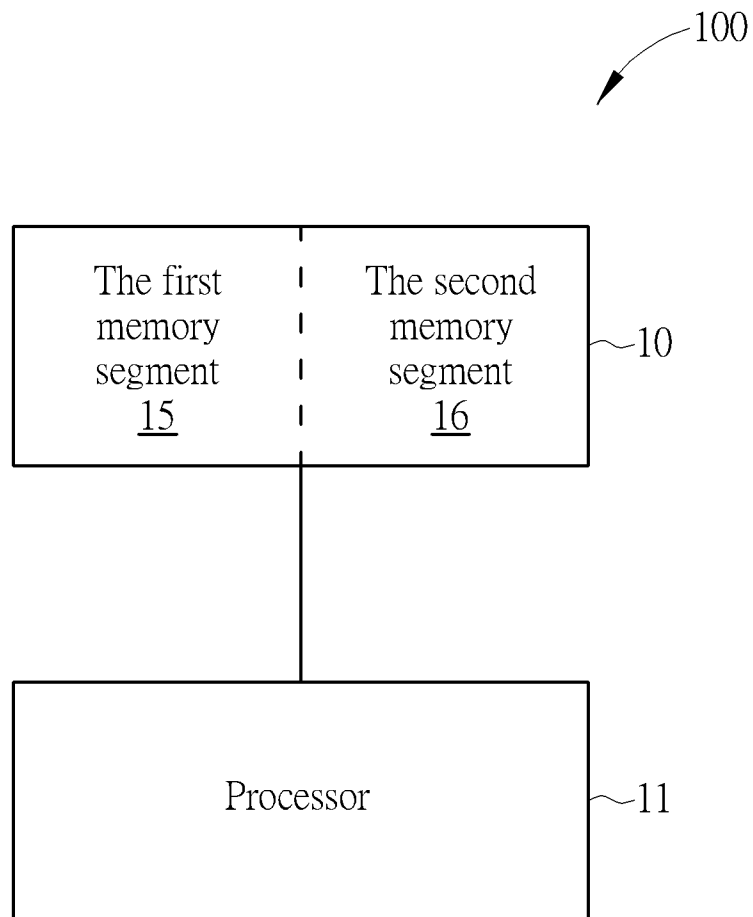 100
The first
memory
segment
15
The second
memory
segment
16
10
Processor
11